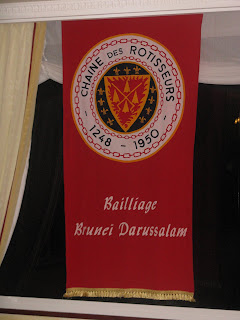 CHAINE DES ROTISSEURS
1248 - 1950
Bailliage
Brunei Darussalam